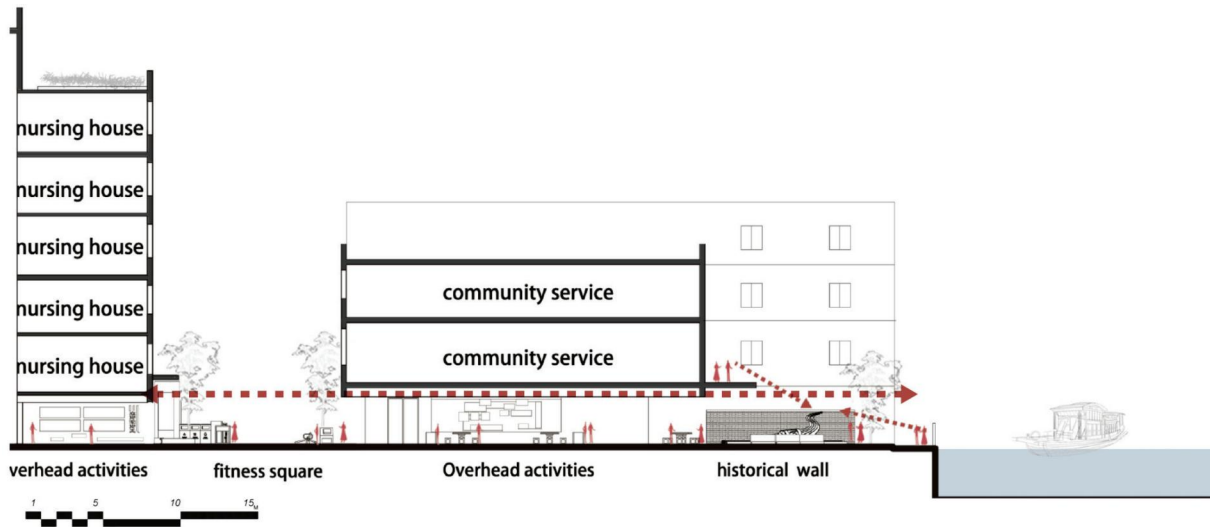 nursing house
nursing house
nursing house
nursing house
nursing house
community service
community service
verhead activities
fitness square
Overhead activities
historical wall
1 5 10 15M